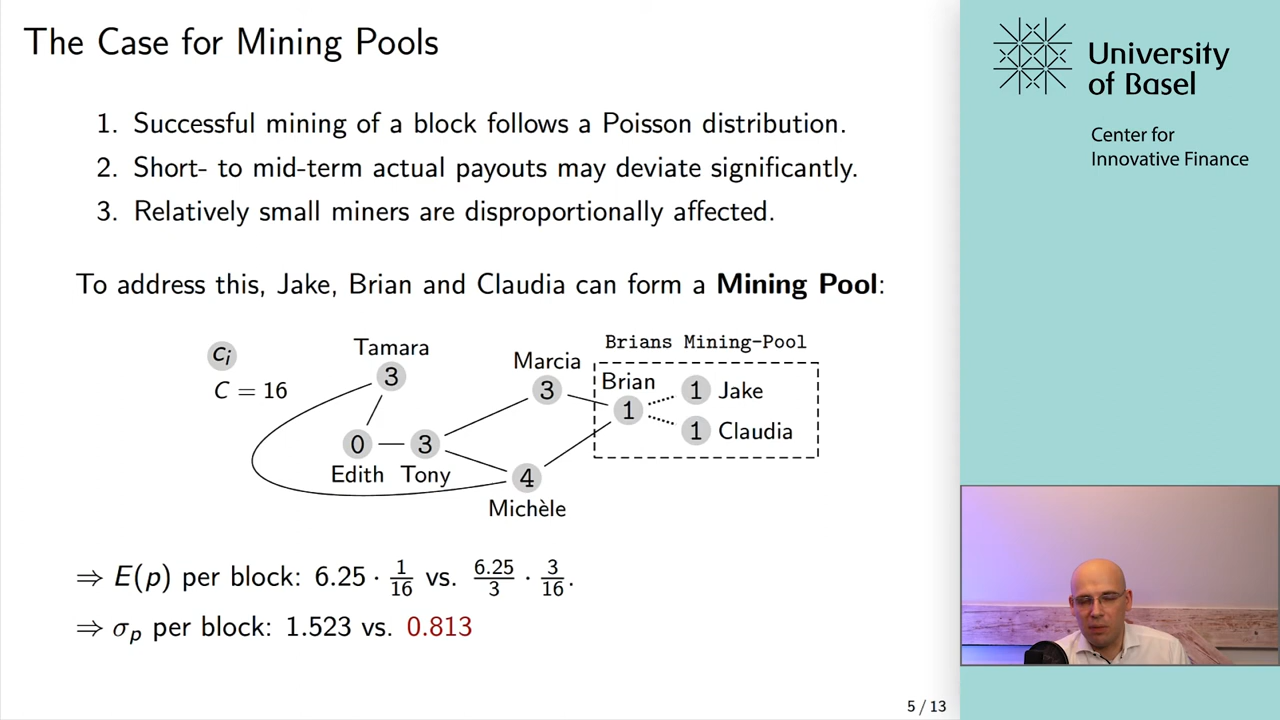 The Case for Mining Pools
1. Successful mining of a block follows a Poisson distribution.
2. Short- to mid-term actual payouts may deviate significantly.
3. Relatively small miners are disproportionally affected.
To address this, Jake, Brian and Claudia can form a Mining Pool:
cᵢ
C = 16
Tamara
3
0
Edith
3
Tony
Marcia
3
4
Michèle
Brians Mining-Pool
Brian
1
1 Jake
1 Claudia
⇒ E(p) per block: 6.25 · 1/16 vs. 6.25/3 · 3/16.
⇒ σₚ per block: 1.523 vs. 0.813
5 / 13
University
of Basel
Center for
Innovative Finance